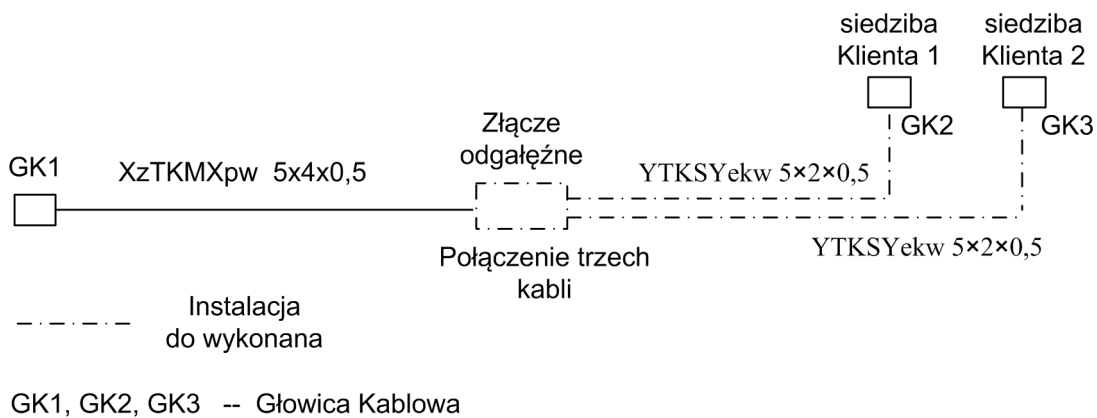 siedziba
Klienta 1
siedziba
Klienta 2
GK2
GK3
Złącze
odgałęźne
GK1
XzTKMXpw 5x4x0,5
YTKSYekw 5×2×0,5
YTKSYekw 5×2×0,5
Połączenie trzech
kabli
Instalacja
do wykonana
GK1, GK2, GK3 -- Głowica Kablowa